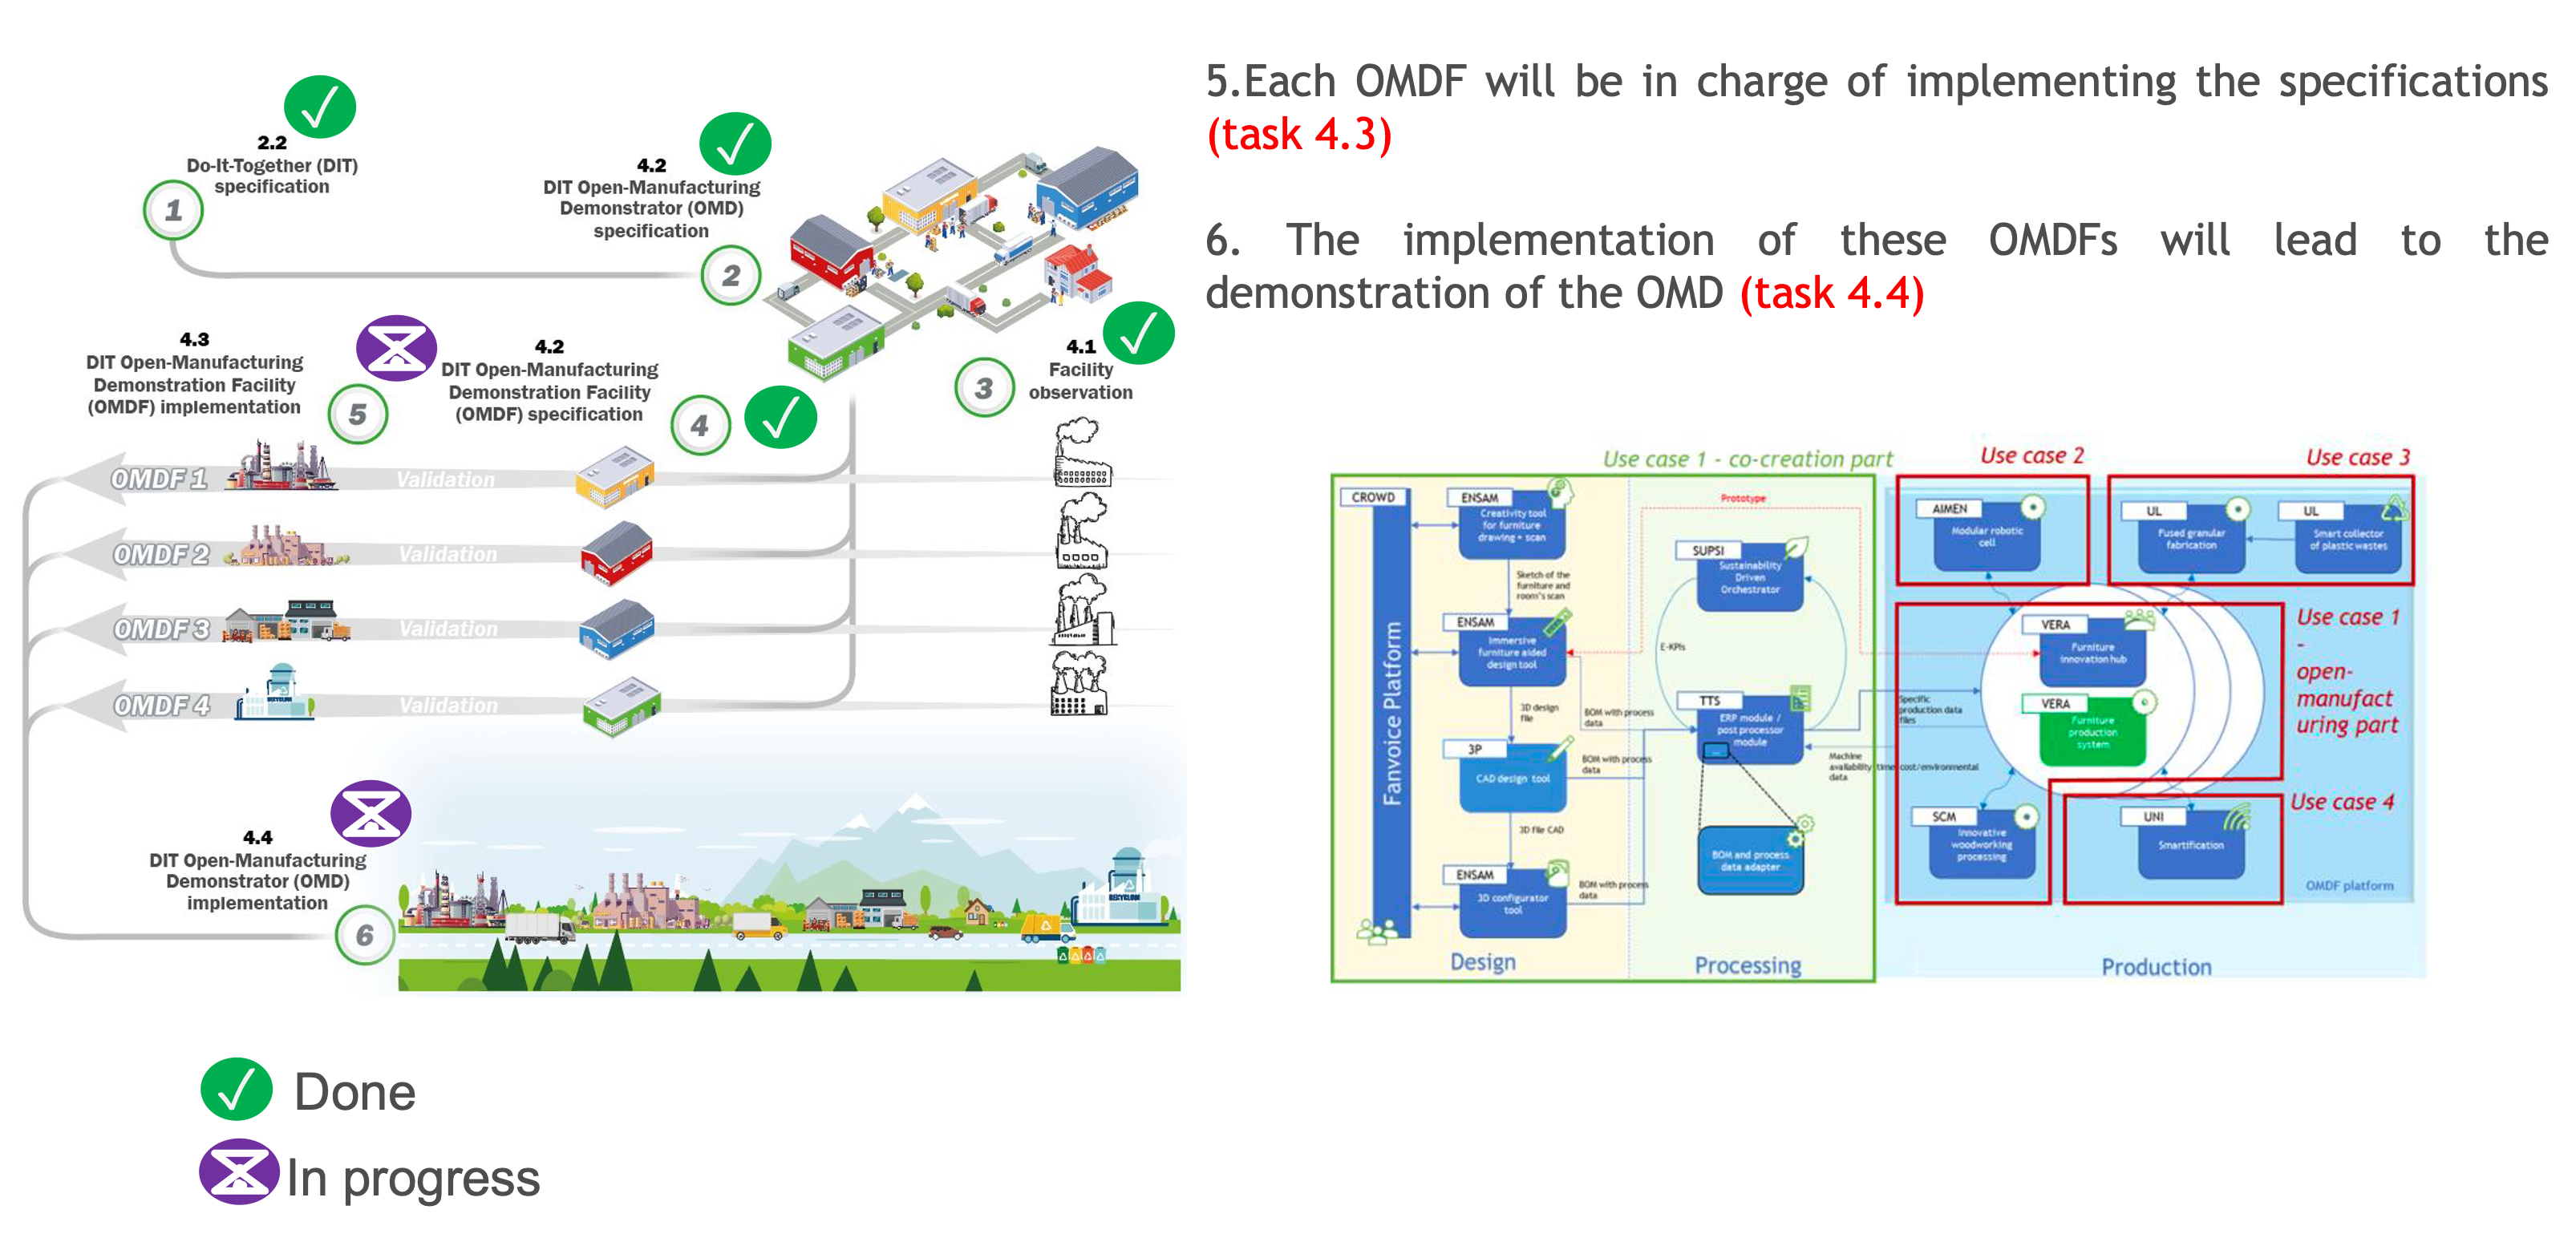 5.Each OMDF will be in charge of implementing the specifications
(task 4.3)
6. The implementation of these OMDFs will lead to the
demonstration of the OMD (task 4.4)
2.2
Do-It-Together (DIT)
specification
1
4.2
DIT Open-Manufacturing
Demonstrator (OMD)
specification
2
4.1
Facility
observation
3
4.2
DIT Open-Manufacturing
Demonstration Facility
(OMDF) specification
4
4.3
DIT Open-Manufacturing
Demonstration Facility
(OMDF) implementation
5
OMDF 1
Validation
OMDF 2
Validation
OMDF 3
Validation
OMDF 4
Validation
RECYCLING
4.4
DIT Open-Manufacturing
Demonstrator (OMD)
implementation
6
RECYCLING
Done
In progress
Use case 1 - co-creation part
Use case 2
Use case 3
CROWD
Fanvoice Platform
ENSAM
Creativity tool
for furniture
drawing + scan
Sketch of the
furniture and
room's scan
ENSAM
Immersive
furniture aided
design tool
3D design
file
3P
CAD design tool
3D file CAD
ENSAM
3D configurator
tool
Design
Prototype
SUPSI
Sustainability
Driven
Orchestrator
E-KPIs
TTS
ERP module /
post processor
module
BOM with process
data
BOM with process
data
BOM with process
data
BOM and process
data adapter
Processing
Specific
production data
files
Machine
availability/time/cost/environmental
data
AIMEN
Modular robotic
cell
UL
Fused granular
fabrication
UL
Smart collector
of plastic wastes
VERA
Furniture
innovation hub
VERA
Furniture
production
system
Use case 1
-
open-
manufact
uring part
SCM
Innovative
woodworking
processing
UNI
Smartification
Use case 4
OMDF platform
Production